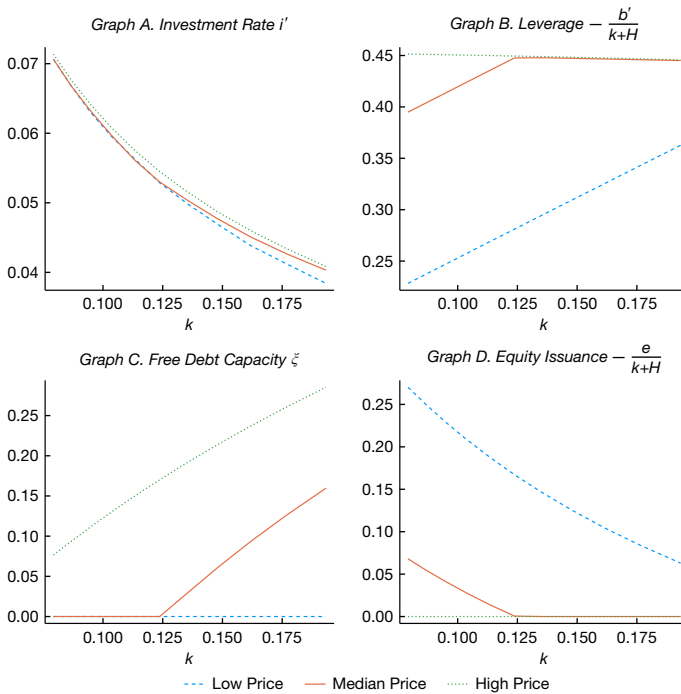 Graph A. Investment Rate i′
0.07
0.06
0.05
0.04
0.100 0.125 0.150 0.175
k
Graph B. Leverage – b′/(k+H)
0.45
0.40
0.35
0.30
0.25
0.100 0.125 0.150 0.175
k
Graph C. Free Debt Capacity ξ
0.25
0.20
0.15
0.10
0.05
0.00
0.100 0.125 0.150 0.175
k
Graph D. Equity Issuance – e/(k+H)
0.25
0.20
0.15
0.10
0.05
0.00
0.100 0.125 0.150 0.175
k
Low Price Median Price High Price